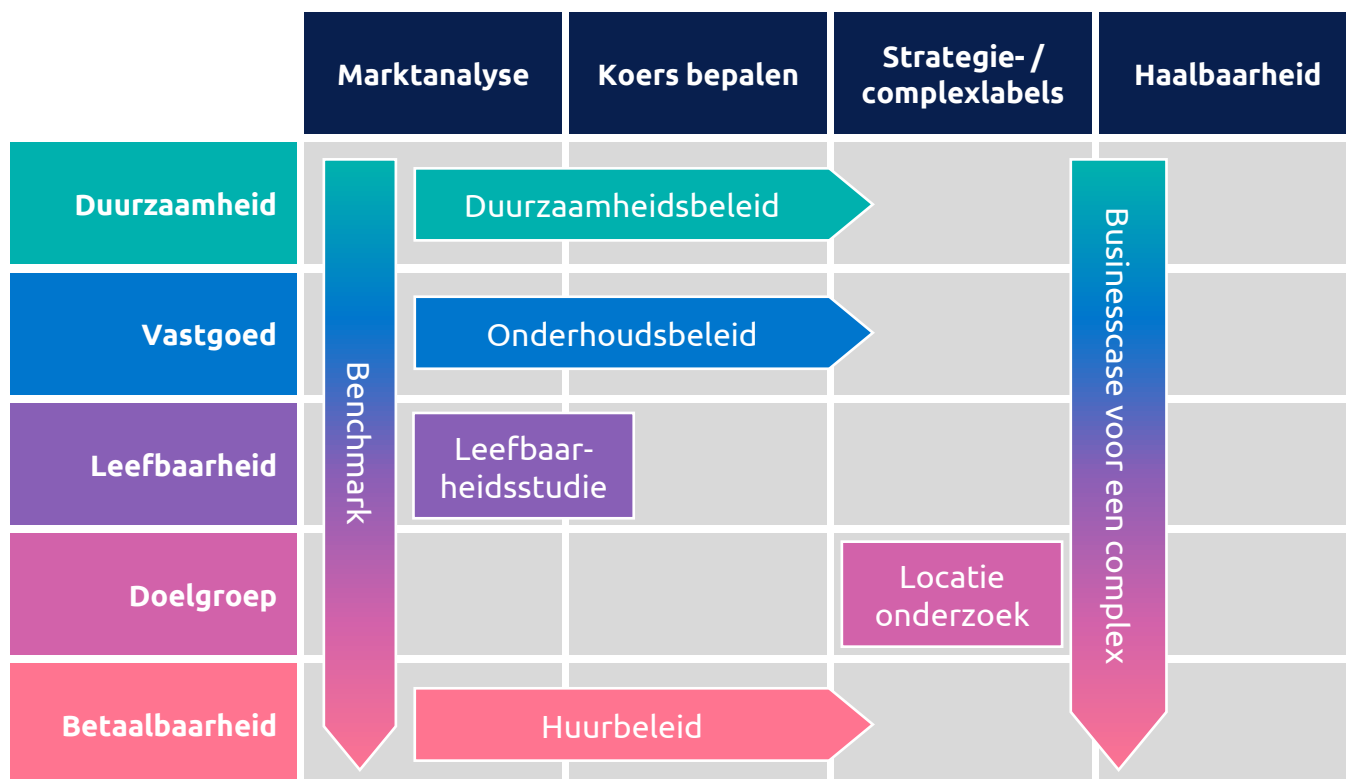 Marktanalyse
Koers bepalen
Strategie- /
complexlabels
Haalbaarheid
Duurzaamheid
Duurzaamheidsbeleid
Vastgoed
Onderhoudsbeleid
Leefbaarheid
Leefbaar-
heidsstudie
Doelgroep
Locatie
onderzoek
Betaalbaarheid
Huurbeleid
Benchmark
Businesscase voor een complex